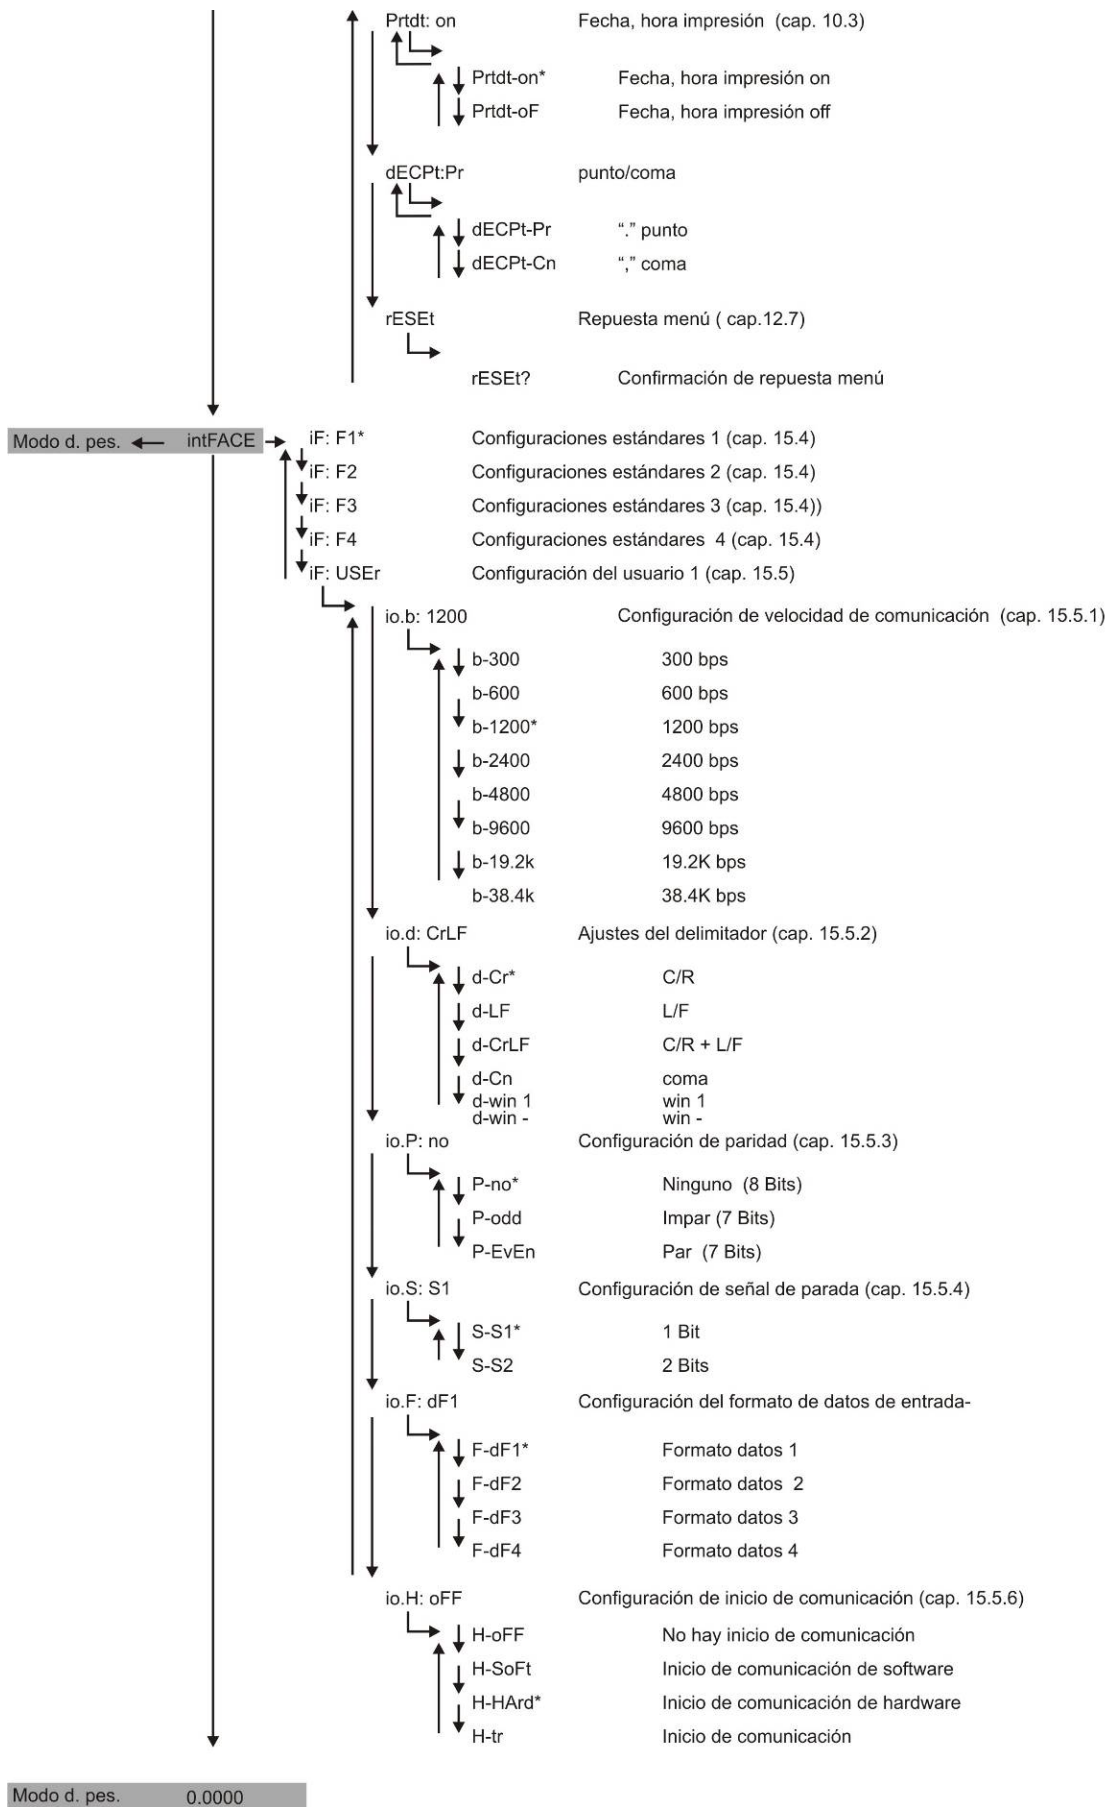 Prtdt: on Fecha, hora impresión (cap. 10.3)
Prtdt-on* Fecha, hora impresión on
Prtdt-oF Fecha, hora impresión off
dECPt:Pr punto/coma
dECPt-Pr “.” punto
dECPt-Cn “,” coma
rESEt Repuesta menú ( cap.12.7)
rESEt? Confirmación de repuesta menú
Modo d. pes. intFACE iF: F1* Configuraciones estándares 1 (cap. 15.4)
iF: F2 Configuraciones estándares 2 (cap. 15.4)
iF: F3 Configuraciones estándares 3 (cap. 15.4))
iF: F4 Configuraciones estándares 4 (cap. 15.4)
iF: USEr Configuración del usuario 1 (cap. 15.5)
io.b: 1200 Configuración de velocidad de comunicación (cap. 15.5.1)
b-300 300 bps
b-600 600 bps
b-1200* 1200 bps
b-2400 2400 bps
b-4800 4800 bps
b-9600 9600 bps
b-19.2k 19.2K bps
b-38.4k 38.4K bps
io.d: CrLF Ajustes del delimitador (cap. 15.5.2)
d-Cr* C/R
d-LF L/F
d-CrLF C/R + L/F
d-Cn coma
d-win 1 win 1
d-win - win -
io.P: no Configuración de paridad (cap. 15.5.3)
P-no* Ninguno (8 Bits)
P-odd Impar (7 Bits)
P-EvEn Par (7 Bits)
io.S: S1 Configuración de señal de parada (cap. 15.5.4)
S-S1* 1 Bit
S-S2 2 Bits
io.F: dF1 Configuración del formato de datos de entrada-
F-dF1* Formato datos 1
F-dF2 Formato datos 2
F-dF3 Formato datos 3
F-dF4 Formato datos 4
io.H: oFF Configuración de inicio de comunicación (cap. 15.5.6)
H-oFF No hay inicio de comunicación
H-SoFt Inicio de comunicación de software
H-HArd* Inicio de comunicación de hardware
H-tr Inicio de comunicación
Modo d. pes. 0.0000